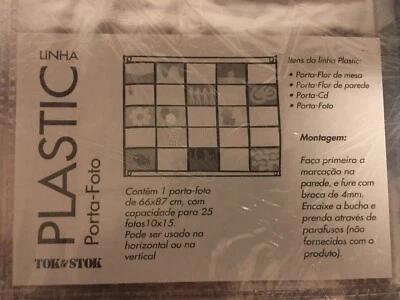 LINHA
PLASTIC
Porta-Foto
TOK&STOK
Contém 1 porta-foto
de 66x87 cm, com
capacidade para 25
fotos10x15.
Pode ser usado na
horizontal ou na
vertical
Itens da linha Plastic:
• Porta-Flor de mesa
• Porta-Flor de parede
• Porta-Cd
• Porta-Foto
Montagem:
Faça primeiro a
marcação na
parede, e fure com
broca de 4mm.
Encaixe a bucha e
prenda através de
parafusos (não
fornecidos com o
produto).